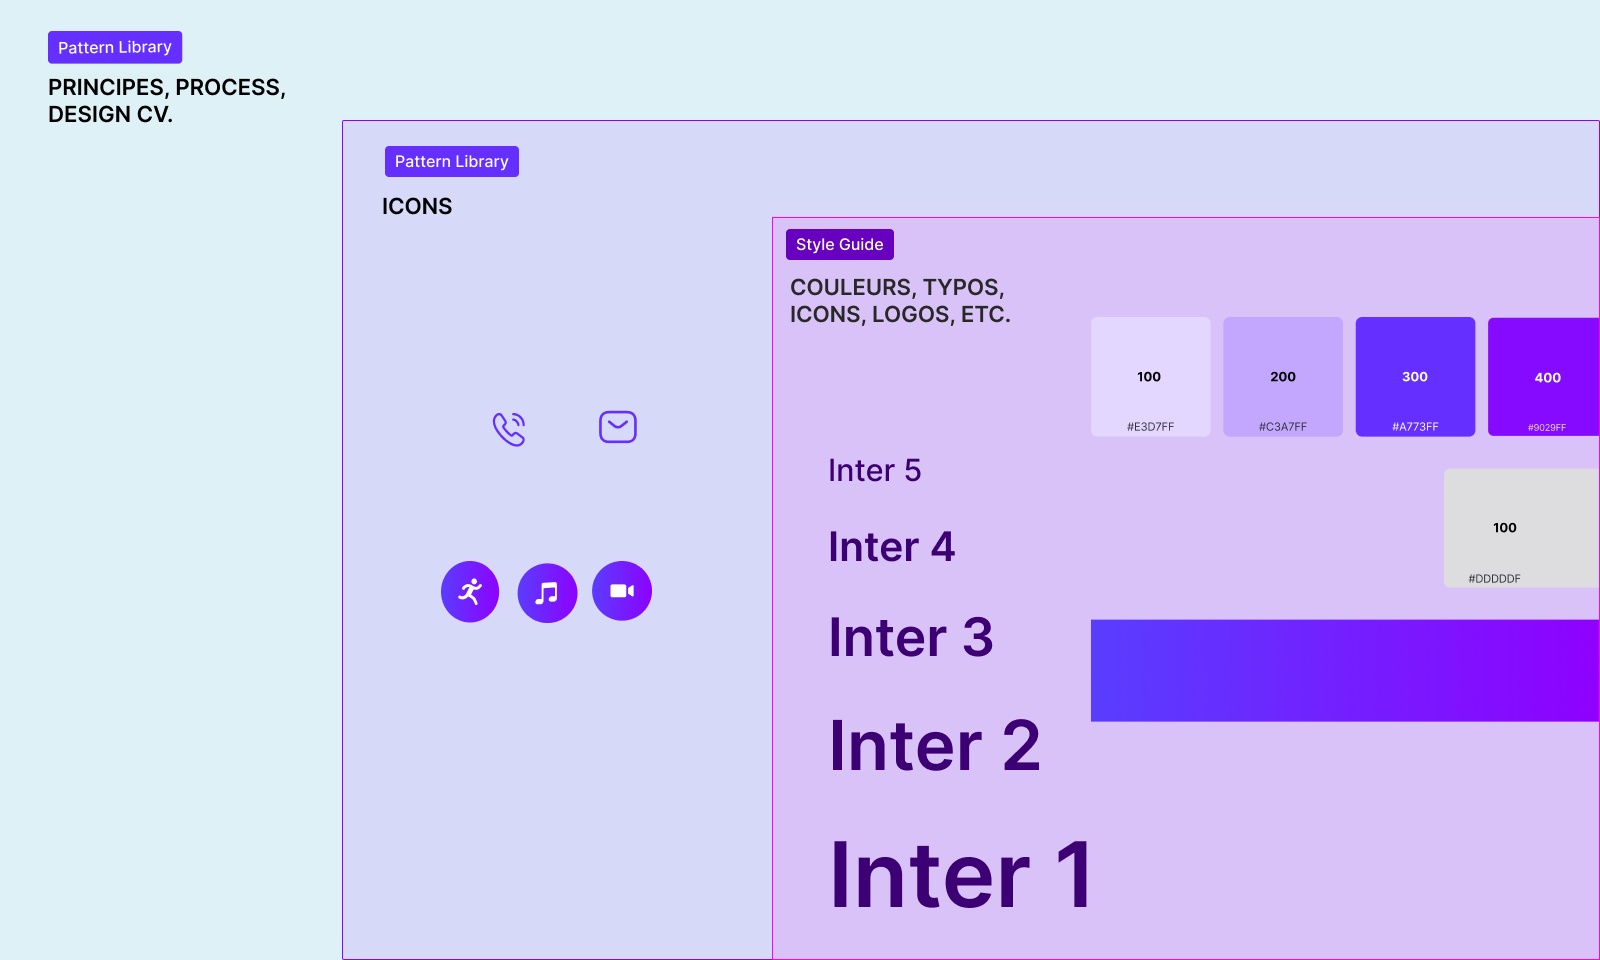 Pattern Library
PRINCIPES, PROCESS,
DESIGN CV.
Pattern Library
ICONS
Style Guide
COULEURS, TYPOS,
ICONS, LOGOS, ETC.
100
200
300
400
#E3D7FF
#C3A7FF
#A773FF
#9029FF
Inter 5
100
Inter 4
#DDDDDF
Inter 3
Inter 2
Inter 1